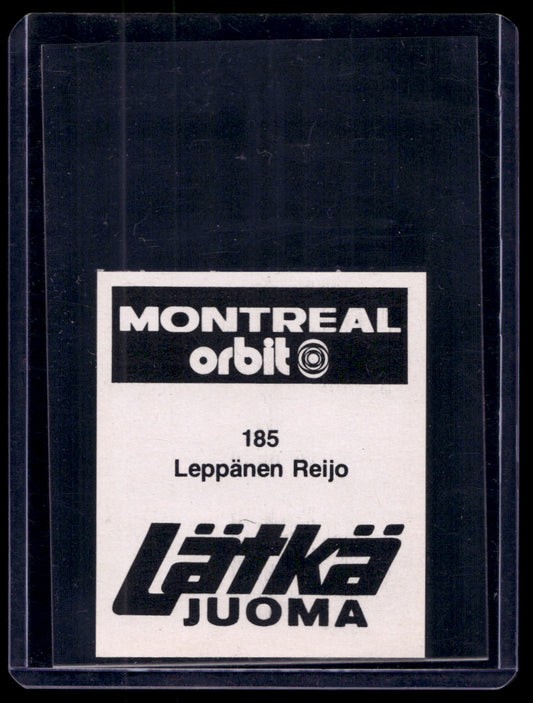 MONTREAL
orbit
185
Leppänen Reijo
Lätkä
JUOMA